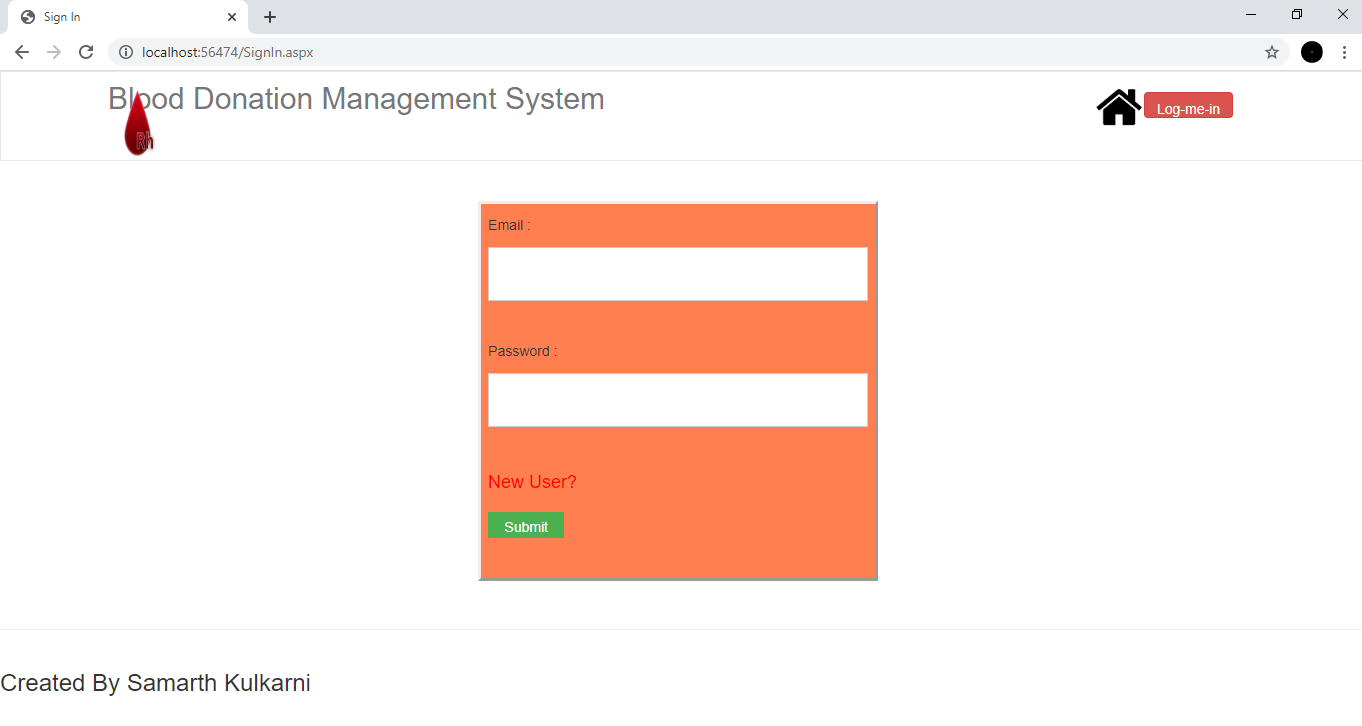 Sign In
localhost:56474/SignIn.aspx
Blood Donation Management System
Rh
Log-me-in
Email :
Password :
New User?
Submit
Created By Samarth Kulkarni